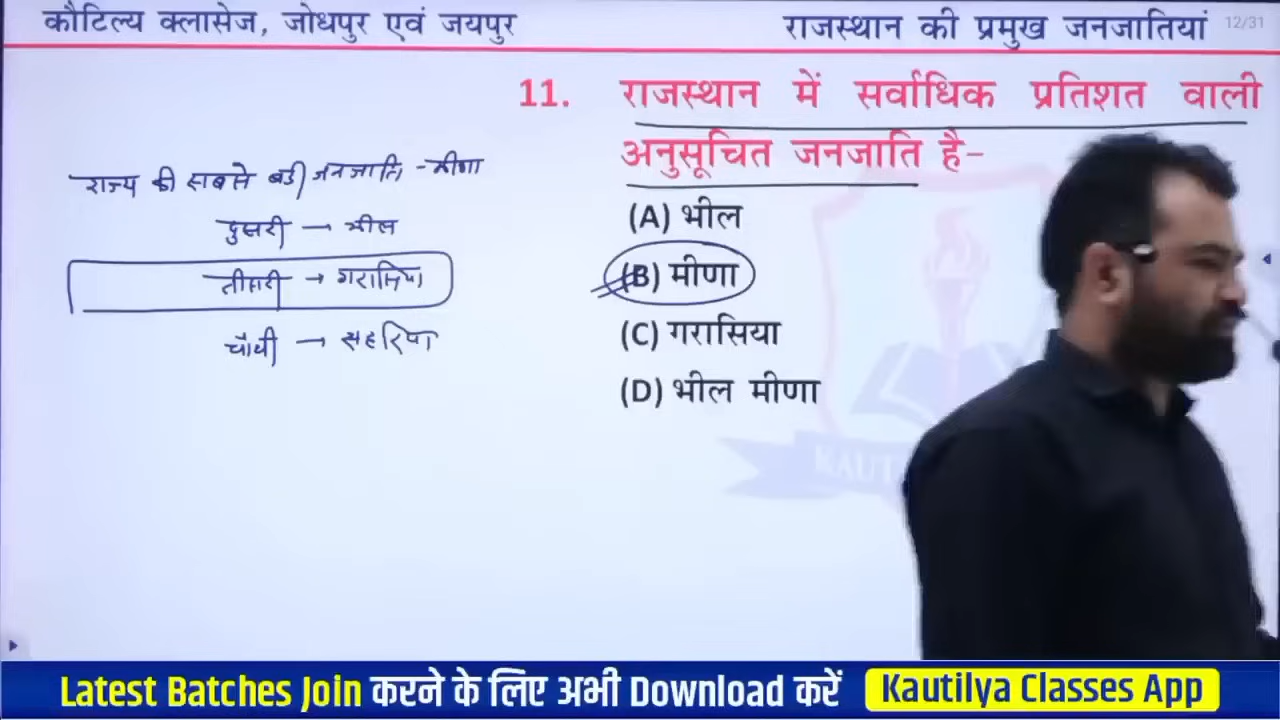 कौटिल्य क्लासेज, जोधपुर एवं जयपुर
राजस्थान की प्रमुख जनजातियां
12/31
11. राजस्थान में सर्वाधिक प्रतिशत वाली
अनुसूचित जनजाति है-
(A) भील
(B) मीणा
(C) गरासिया
(D) भील मीणा
राज्य की सबसे बडी जनजाति - मीणा
दुसरी → भील
तीसरी → गरासिया
चौथी → सहरिया
KAUT
Latest Batches Join करने के लिए अभी Download करें
Kautilya Classes App